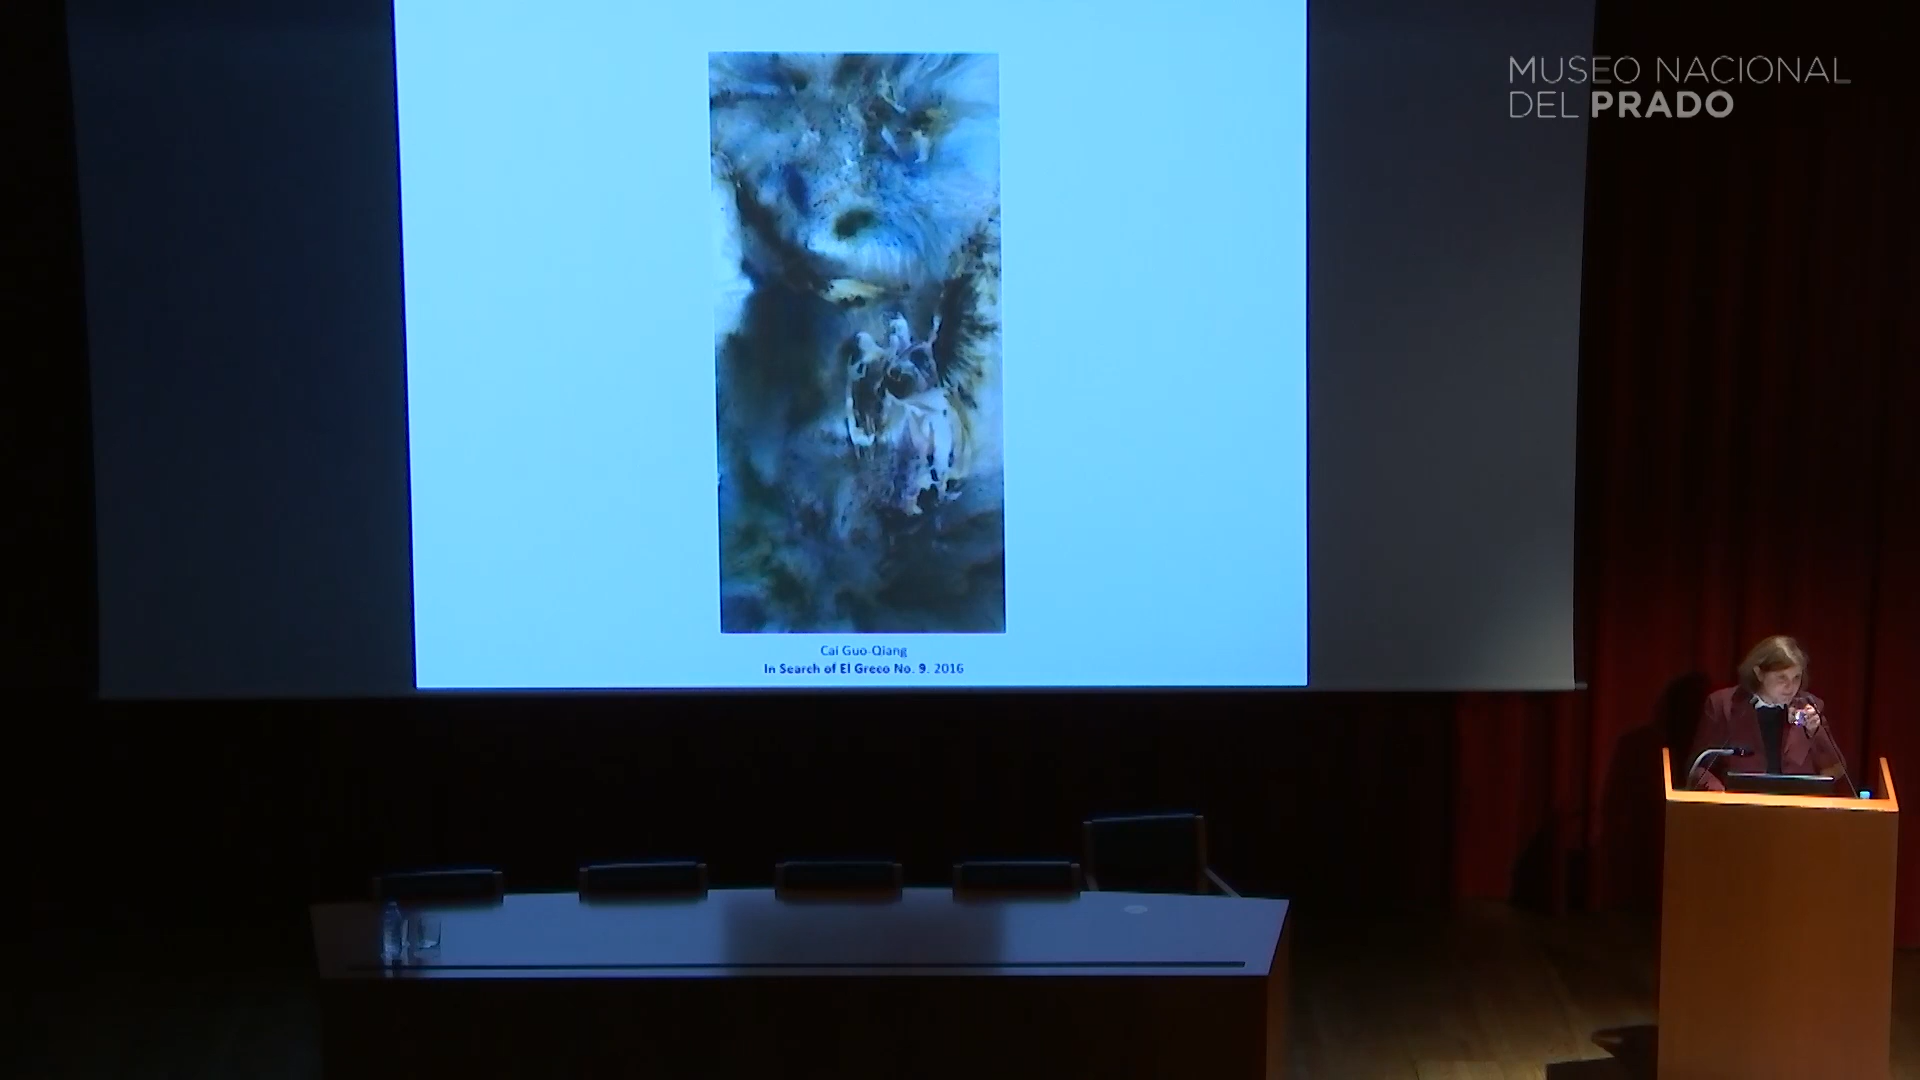 MUSEO NACIONAL
DEL PRADO
Cai Guo-Qiang
In Search of El Greco No. 9. 2016